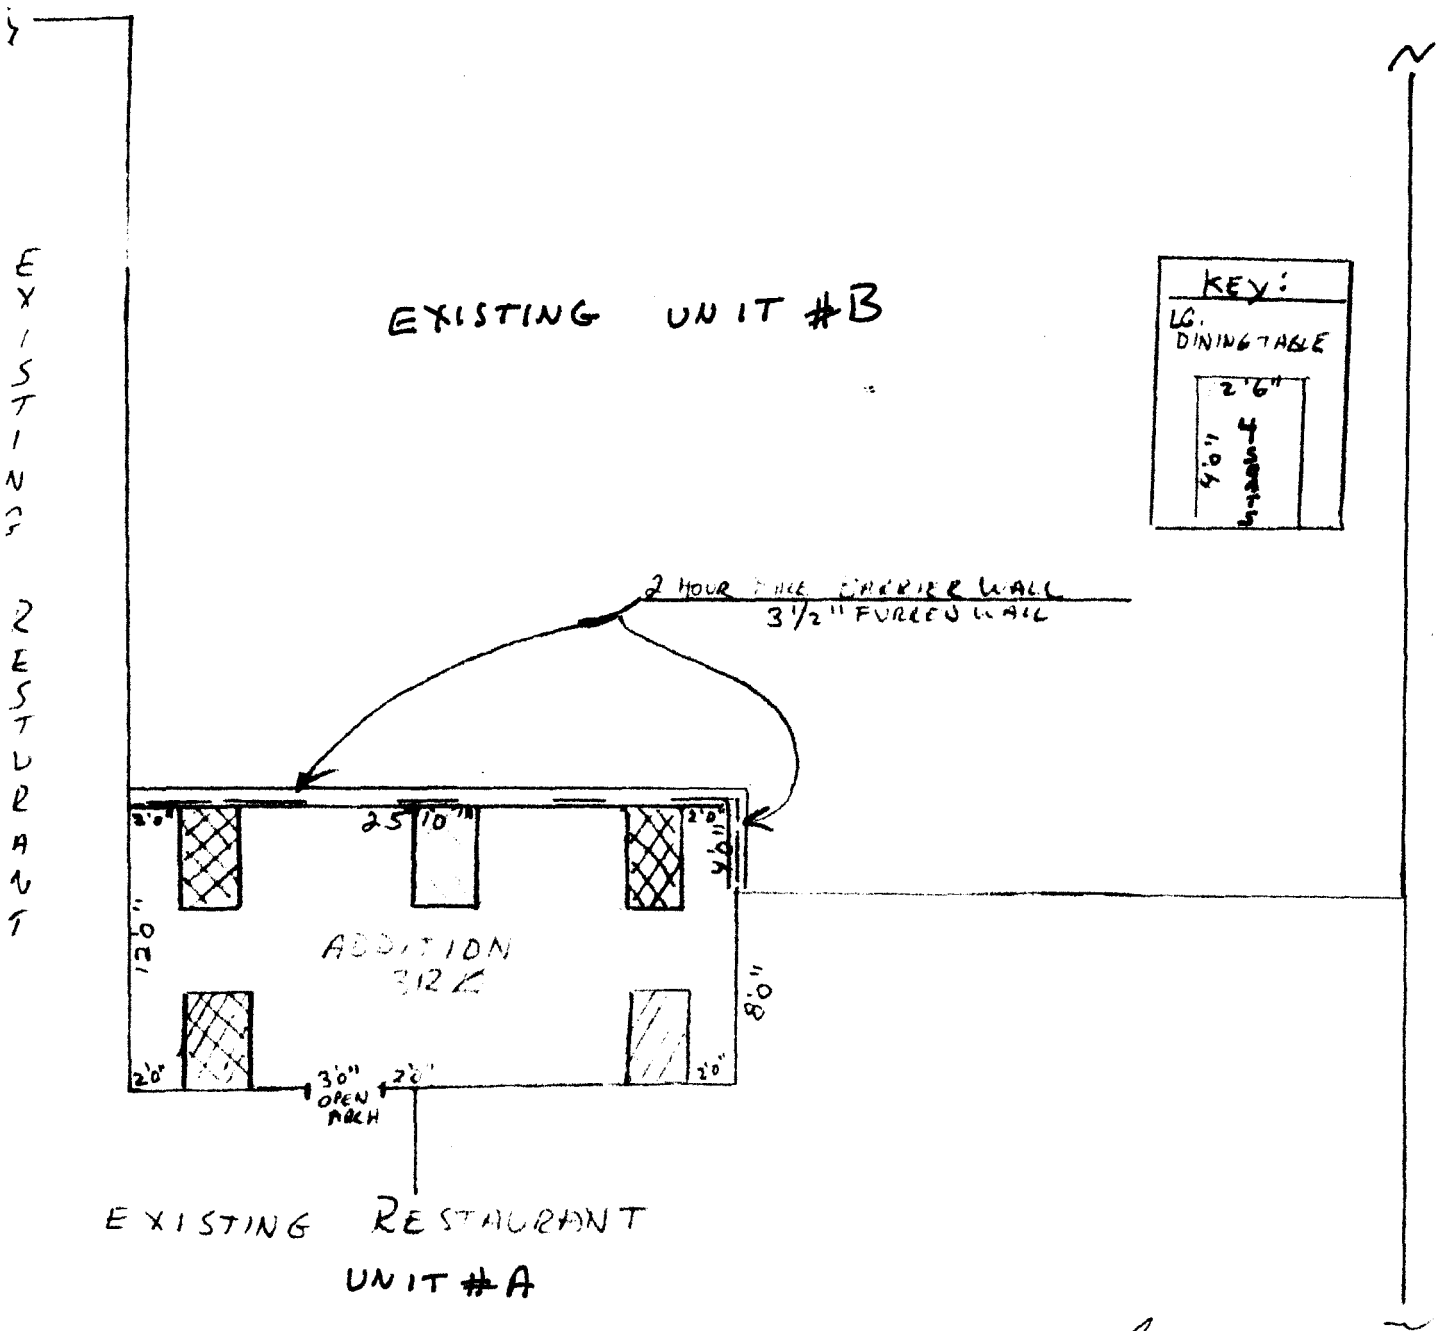 EXISTING RESTURANT
EXISTING UNIT #B
KEY:
LG.
DINING TABLE
2'6"
4'0"
2 HOUR FIRE BARRIER WALL
3 1/2" FURREN WALL
2'0"
25'10"
2'0"
4'0"
12'0"
ADDITION
312
8'0"
2'0"
3'0"
OPEN
ARCH
2'0"
2'0"
EXISTING RESTAURANT
UNIT #A